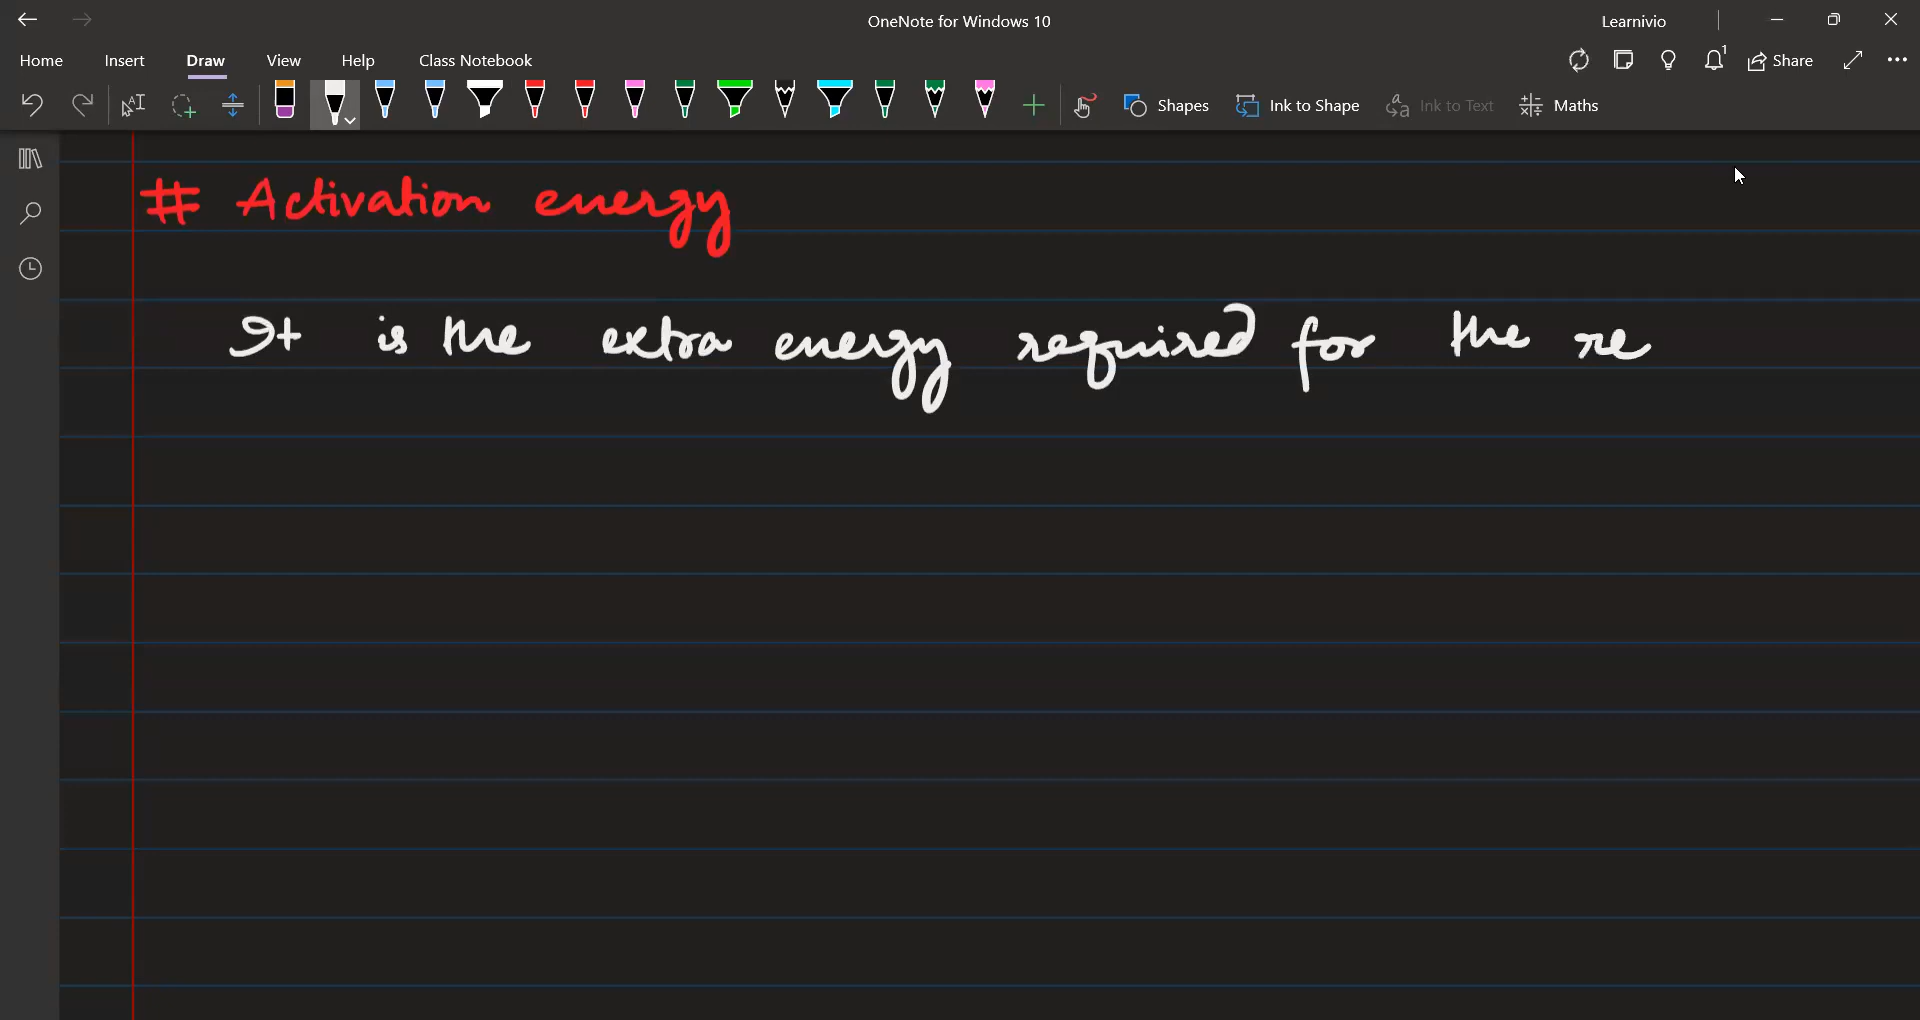 OneNote for Windows 10
Learnivio
Home Insert Draw View Help Class Notebook
1 Share
Shapes Ink to Shape Ink to Text Maths
# Activation energy
It is the extra energy required for the re